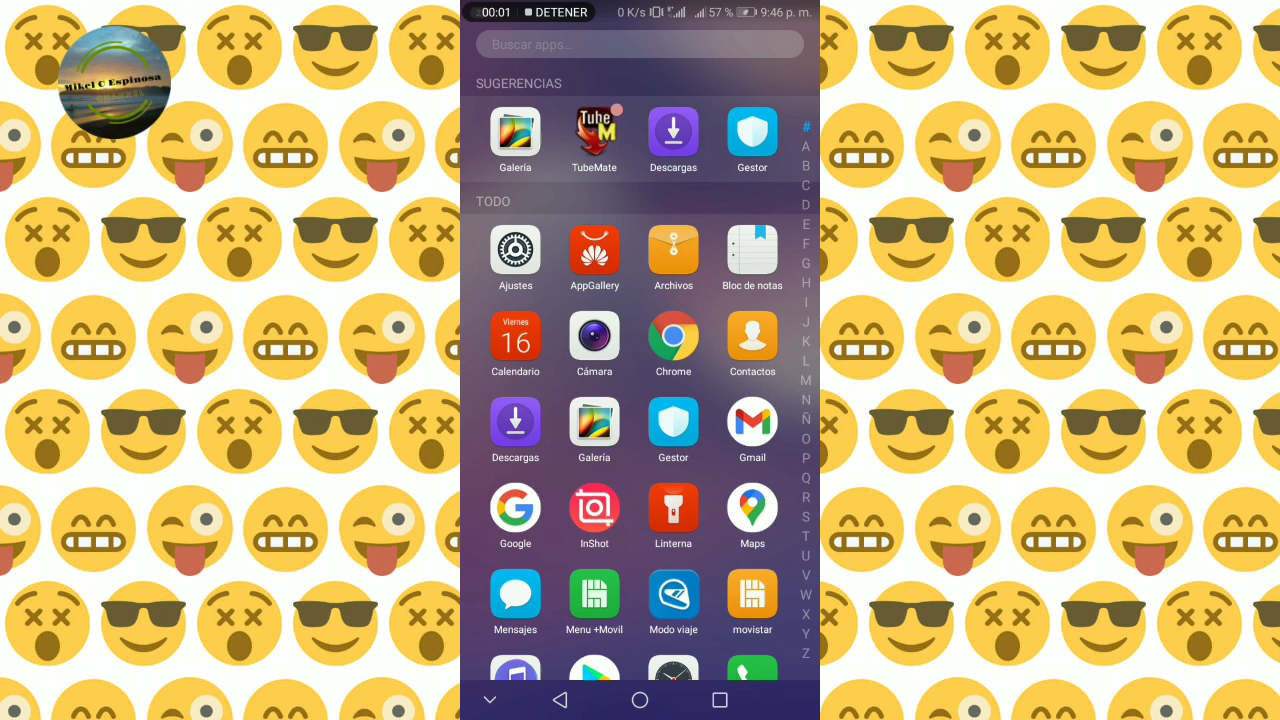 00:01 DETENER 0 K/s 57 % 9:46 p. m.
Mikel C Espinosa
Buscar apps...
SUGERENCIAS
Tube M
Galería TubeMate Descargas Gestor
TODO
Ajustes AppGallery Archivos Bloc de notas
Viernes
16
Calendario Cámara Chrome Contactos
Descargas Galería Gestor Gmail
Google InShot Linterna Maps
Mensajes Menu +Movil Modo viaje movistar
#
A
B
C
D
E
F
G
H
I
J
K
L
M
N
Ñ
O
P
Q
R
S
T
U
V
W
X
Y
Z